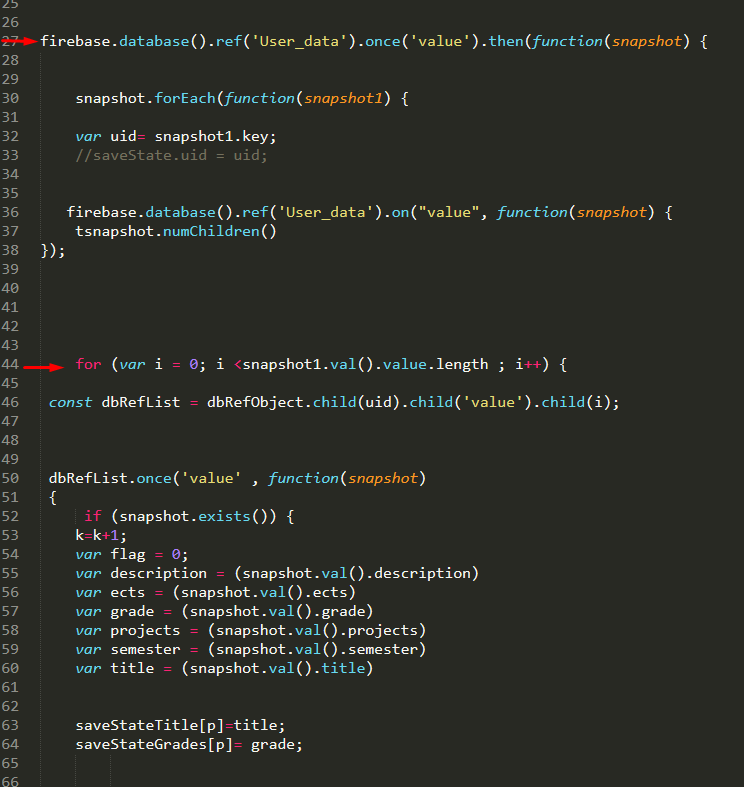 25
26
27 firebase.database().ref('User_data').once('value').then(function(snapshot) {
28
29
30 snapshot.forEach(function(snapshot1) {
31
32 var uid= snapshot1.key;
33 //saveState.uid = uid;
34
35
36 firebase.database().ref('User_data').on("value", function(snapshot) {
37 tsnapshot.numChildren()
38 });
39
40
41
42
43
44 for (var i = 0; i <snapshot1.val().value.length ; i++) {
45
46 const dbRefList = dbRefObject.child(uid).child('value').child(i);
47
48
49
50 dbRefList.once('value' , function(snapshot)
51 {
52 if (snapshot.exists()) {
53 k=k+1;
54 var flag = 0;
55 var description = (snapshot.val().description)
56 var ects = (snapshot.val().ects)
57 var grade = (snapshot.val().grade)
58 var projects = (snapshot.val().projects)
59 var semester = (snapshot.val().semester)
60 var title = (snapshot.val().title)
61
62
63 saveStateTitle[p]=title;
64 saveStateGrades[p]= grade;
65
66